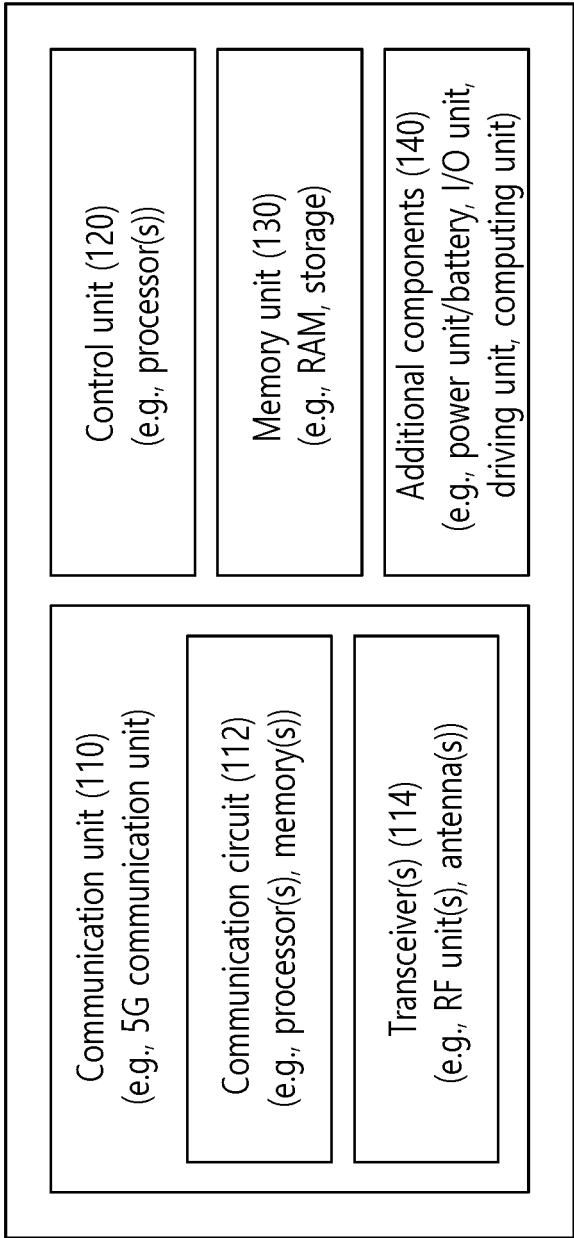 Communication unit (110)
(e.g., 5G communication unit)
Communication circuit (112)
(e.g., processor(s), memory(s))
Transceiver(s) (114)
(e.g., RF unit(s), antenna(s))
Control unit (120)
(e.g., processor(s))
Memory unit (130)
(e.g., RAM, storage)
Additional components (140)
(e.g., power unit/battery, I/O unit,
driving unit, computing unit)